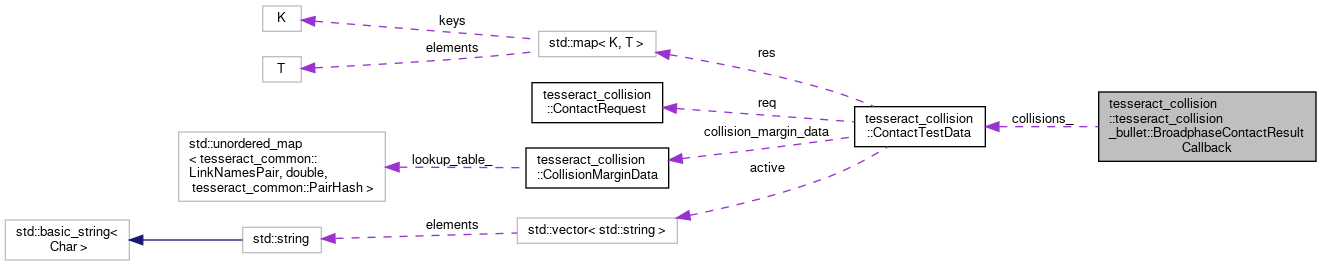 K
keys
T
elements
std::map< K, T >
res
tesseract_collision
::ContactRequest
req
tesseract_collision
::ContactTestData
collisions_
tesseract_collision
::tesseract_collision
_bullet::BroadphaseContactResult
Callback
std::unordered_map
< tesseract_common::
LinkNamesPair, double,
tesseract_common::PairHash >
lookup_table_
tesseract_collision
::CollisionMarginData
collision_margin_data
active
std::basic_string<
Char >
std::string
elements
std::vector< std::string >